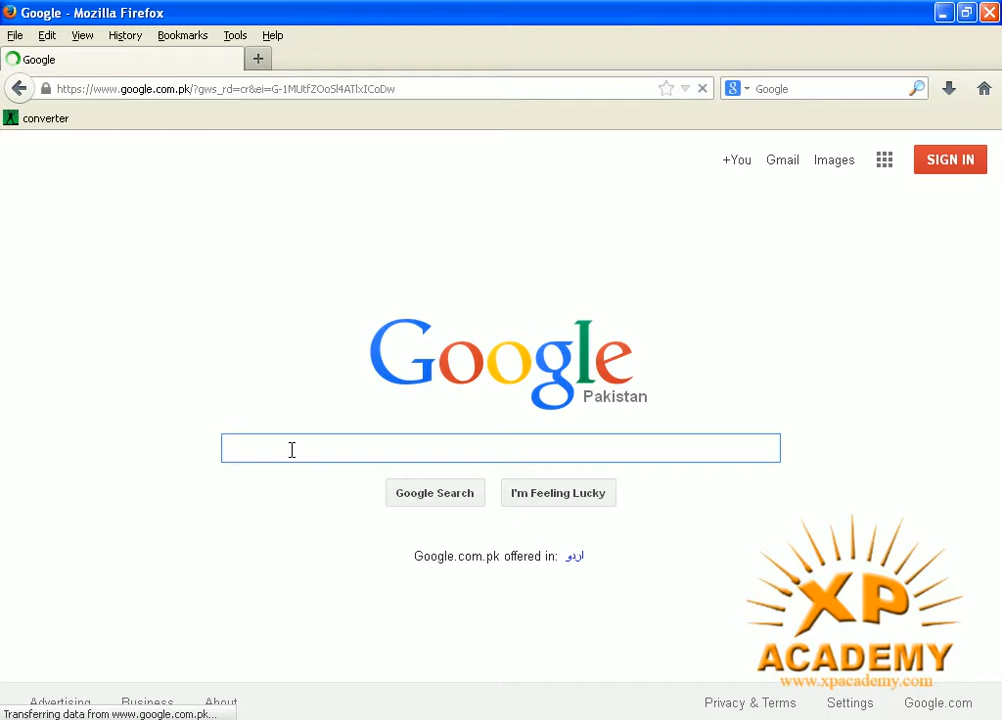 Google - Mozilla Firefox
File Edit View History Bookmarks Tools Help
Google
https://www.google.com.pk/?gws_rd=cr&ei=G-1MUtfZOoSl4ATlxICoDw
Google
converter
+You Gmail Images SIGN IN
Google
Pakistan
Google Search I'm Feeling Lucky
Google.com.pk offered in: اردو
XP
ACADEMY
www.xpacademy.com
Advertising Business About Privacy & Terms Settings Google.com
Transferring data from www.google.com.pk...